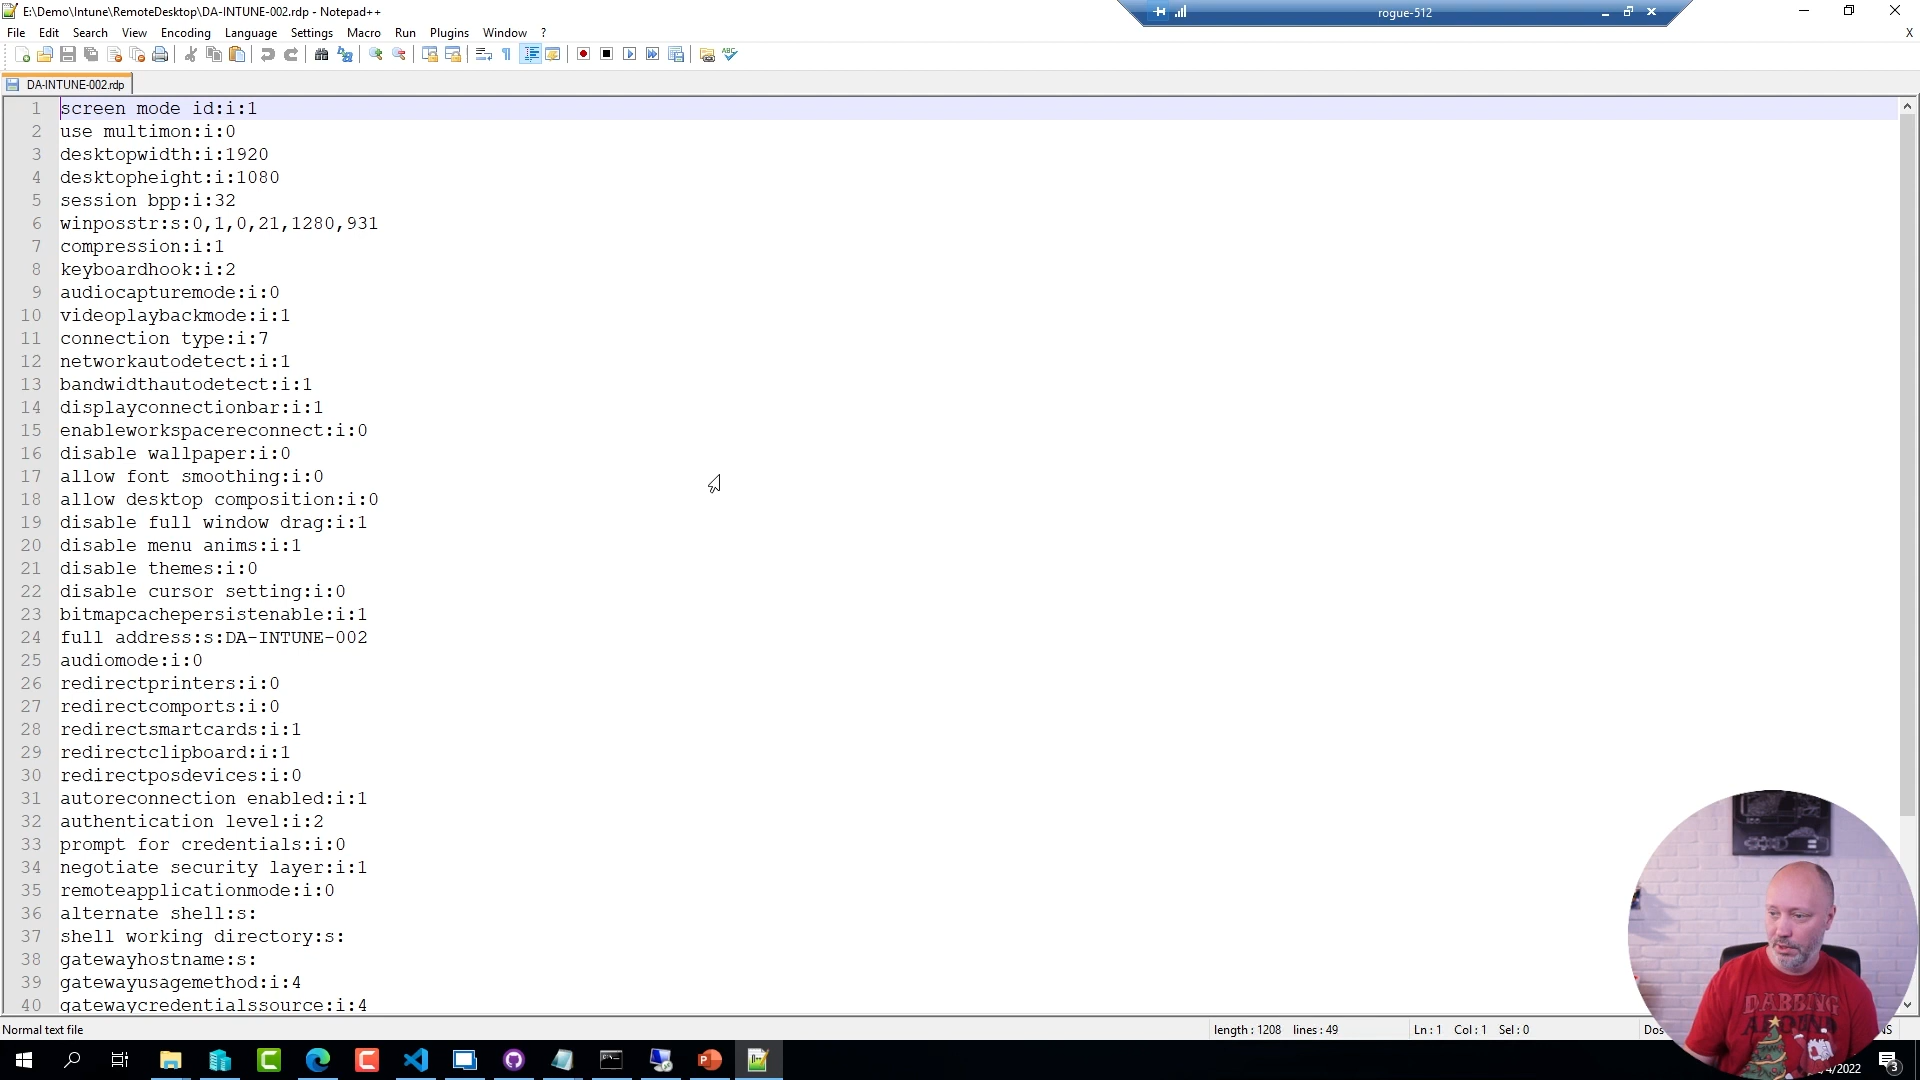 E:\Demo\Intune\RemoteDesktop\DA-INTUNE-002.rdp - Notepad++
rogue-512
File Edit Search View Encoding Language Settings Macro Run Plugins Window ?
X
DA-INTUNE-002.rdp
1 screen mode id:i:1
2 use multimon:i:0
3 desktopwidth:i:1920
4 desktopheight:i:1080
5 session bpp:i:32
6 winposstr:s:0,1,0,21,1280,931
7 compression:i:1
8 keyboardhook:i:2
9 audiocapturemode:i:0
10 videoplaybackmode:i:1
11 connection type:i:7
12 networkautodetect:i:1
13 bandwidthautodetect:i:1
14 displayconnectionbar:i:1
15 enableworkspacereconnect:i:0
16 disable wallpaper:i:0
17 allow font smoothing:i:0
18 allow desktop composition:i:0
19 disable full window drag:i:1
20 disable menu anims:i:1
21 disable themes:i:0
22 disable cursor setting:i:0
23 bitmapcachepersistenable:i:1
24 full address:s:DA-INTUNE-002
25 audiomode:i:0
26 redirectprinters:i:0
27 redirectcomports:i:0
28 redirectsmartcards:i:1
29 redirectclipboard:i:1
30 redirectposdevices:i:0
31 autoreconnection enabled:i:1
32 authentication level:i:2
33 prompt for credentials:i:0
34 negotiate security layer:i:1
35 remoteapplicationmode:i:0
36 alternate shell:s:
37 shell working directory:s:
38 gatewayhostname:s:
39 gatewayusagemethod:i:4
40 gatewaycredentialssource:i:4
DABBING
AROUND
Normal text file
length : 1208 lines : 49
Ln : 1 Col : 1 Sel : 0
Dos
NS
/4/2022
3